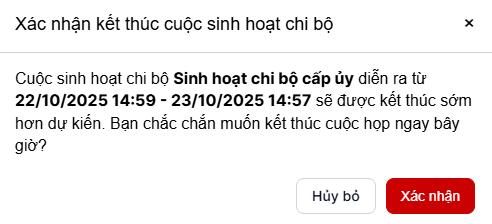 Xác nhận kết thúc cuộc sinh hoạt chi bộ
×
Cuộc sinh hoạt chi bộ Sinh hoạt chi bộ cấp ủy diễn ra từ
22/10/2025 14:59 - 23/10/2025 14:57 sẽ được kết thúc sớm
hơn dự kiến. Bạn chắc chắn muốn kết thúc cuộc họp ngay bây
giờ?
Hủy bỏ
Xác nhận